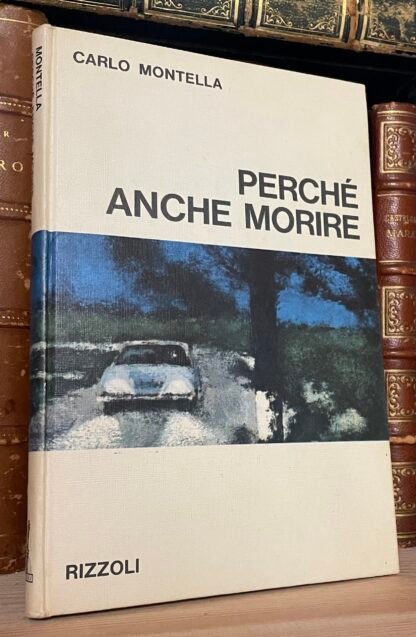 CARLO MONTELLA
PERCHÉ
ANCHE MORIRE
RIZZOLI
MONTELLA